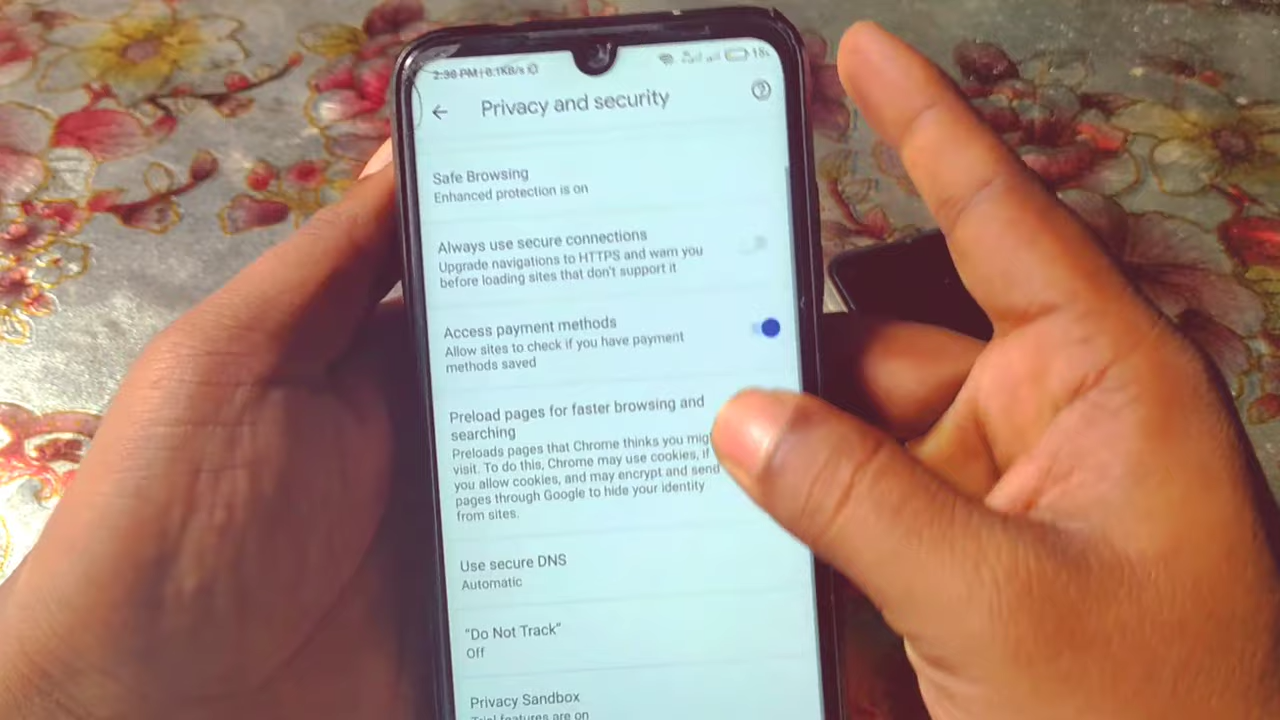 2:38 PM | 0.1KB/s
18
Privacy and security
Safe Browsing
Enhanced protection is on
Always use secure connections
Upgrade navigations to HTTPS and warn you
before loading sites that don't support it
Access payment methods
Allow sites to check if you have payment
methods saved
Preload pages for faster browsing and
searching
Preloads pages that Chrome thinks you mig
visit. To do this, Chrome may use cookies, if
you allow cookies, and may encrypt and send
pages through Google to hide your identity
from sites.
Use secure DNS
Automatic
"Do Not Track"
Off
Privacy Sandbox
Trial features are on